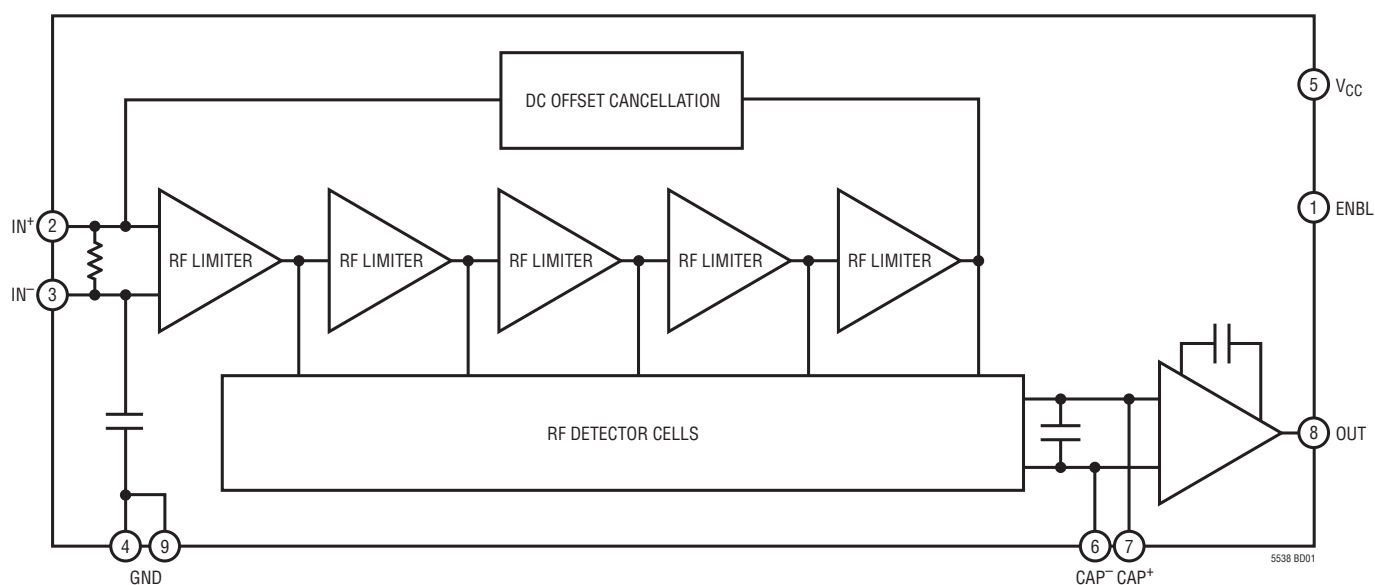 DC OFFSET CANCELLATION
5 VCC
1 ENBL
IN+ 2
IN− 3
RF LIMITER RF LIMITER RF LIMITER RF LIMITER RF LIMITER
RF DETECTOR CELLS
8 OUT
4 9
GND
6 7
CAP− CAP+
5538 BD01